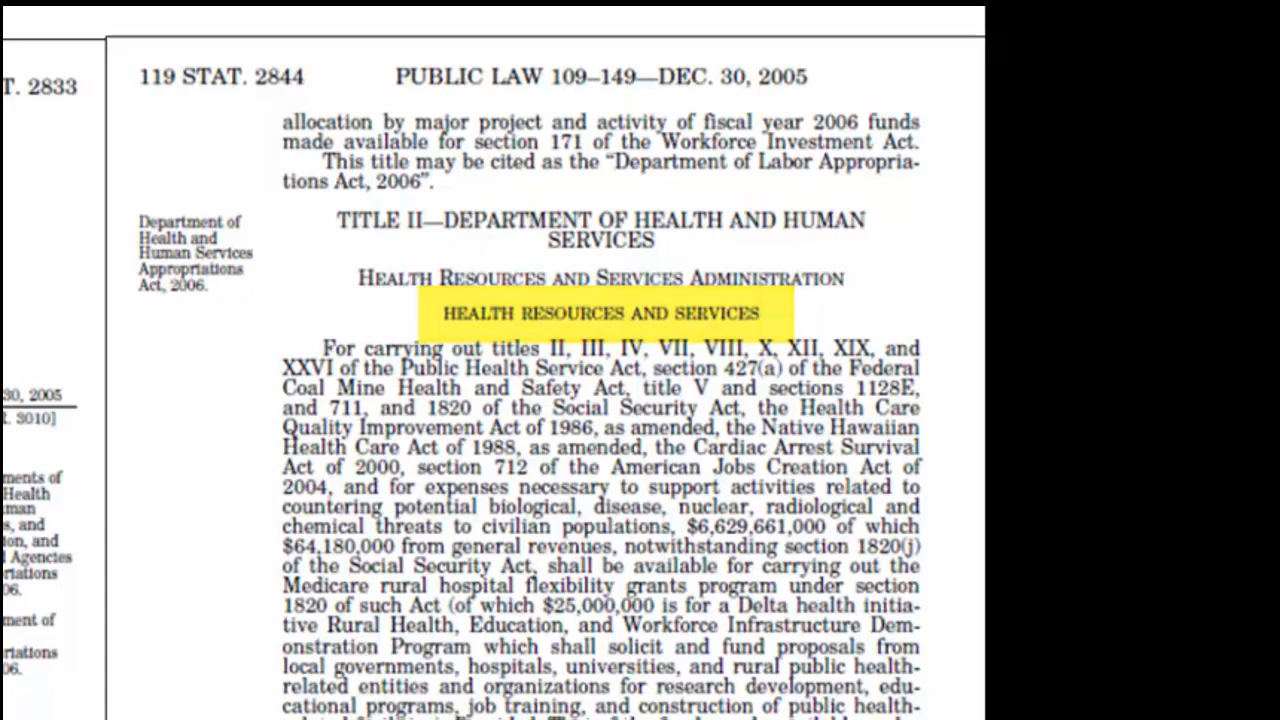 T. 2833
30, 2005
. 3010]
ments of
Health
man
s, and
ion, and
Agencies
riations
06.
ment of
riations
06.
119 STAT. 2844
PUBLIC LAW 109–149—DEC. 30, 2005
allocation by major project and activity of fiscal year 2006 funds
made available for section 171 of the Workforce Investment Act.
This title may be cited as the “Department of Labor Appropria-
tions Act, 2006”.
Department of
Health and
Human Services
Appropriations
Act, 2006.
TITLE II—DEPARTMENT OF HEALTH AND HUMAN
SERVICES
HEALTH RESOURCES AND SERVICES ADMINISTRATION
HEALTH RESOURCES AND SERVICES
For carrying out titles II, III, IV, VII, VIII, X, XII, XIX, and
XXVI of the Public Health Service Act, section 427(a) of the Federal
Coal Mine Health and Safety Act, title V and sections 1128E,
and 711, and 1820 of the Social Security Act, the Health Care
Quality Improvement Act of 1986, as amended, the Native Hawaiian
Health Care Act of 1988, as amended, the Cardiac Arrest Survival
Act of 2000, section 712 of the American Jobs Creation Act of
2004, and for expenses necessary to support activities related to
countering potential biological, disease, nuclear, radiological and
chemical threats to civilian populations, $6,629,661,000 of which
$64,180,000 from general revenues, notwithstanding section 1820(j)
of the Social Security Act, shall be available for carrying out the
Medicare rural hospital flexibility grants program under section
1820 of such Act (of which $25,000,000 is for a Delta health initia-
tive Rural Health, Education, and Workforce Infrastructure Dem-
onstration Program which shall solicit and fund proposals from
local governments, hospitals, universities, and rural public health-
related entities and organizations for research development, edu-
cational programs, job training, and construction of public health-